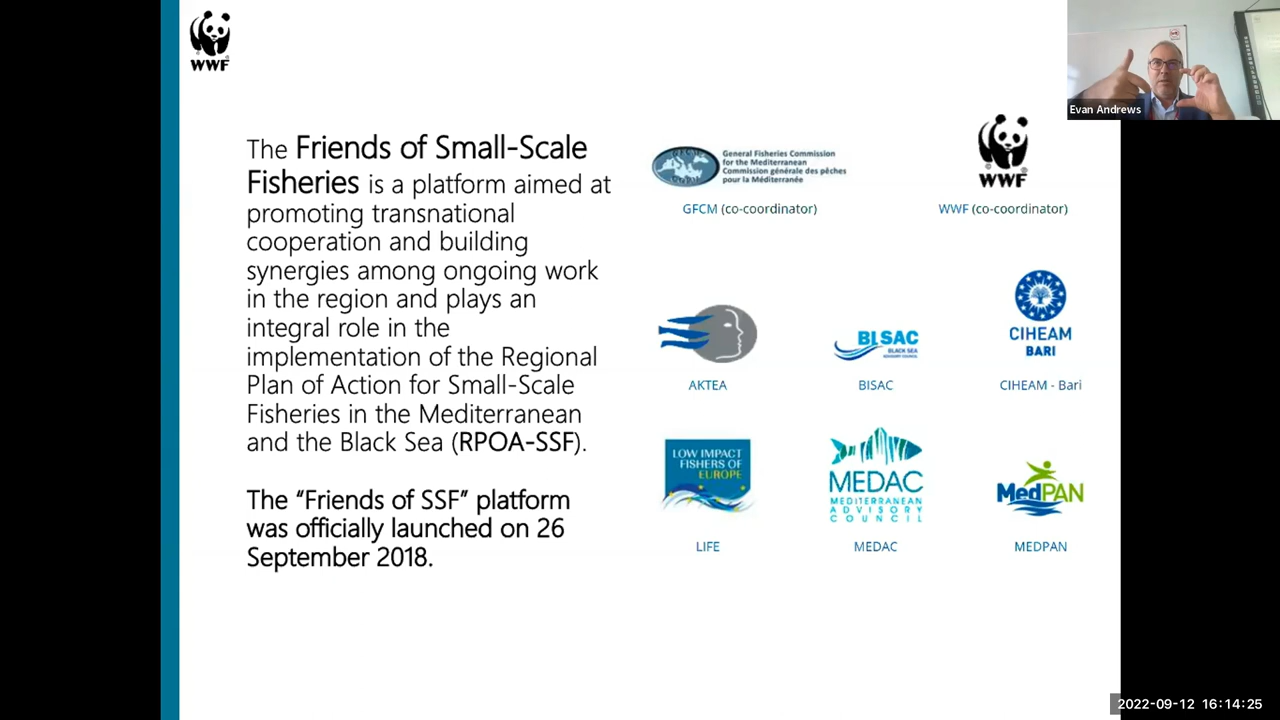 WWF
The Friends of Small-Scale
Fisheries is a platform aimed at
promoting transnational
cooperation and building
synergies among ongoing work
in the region and plays an
integral role in the
implementation of the Regional
Plan of Action for Small-Scale
Fisheries in the Mediterranean
and the Black Sea (RPOA-SSF).
The “Friends of SSF” platform
was officially launched on 26
September 2018.
General Fisheries Commission
for the Mediterranean
Commission générale des pêches
pour la Méditerranée
GFCM (co-coordinator)
WWF
WWF (co-coordinator)
AKTEA
BLSAC
BLACK SEA
ADVISORY COUNCIL
BISAC
CIHEAM
BARI
CIHEAM - Bari
LOW IMPACT
FISHERS OF
EUROPE
LIFE
MEDAC
MEDITERRANEAN
ADVISORY
COUNCIL
MEDAC
MedPAN
MEDPAN
Evan Andrews
2022-09-12 16:14:25